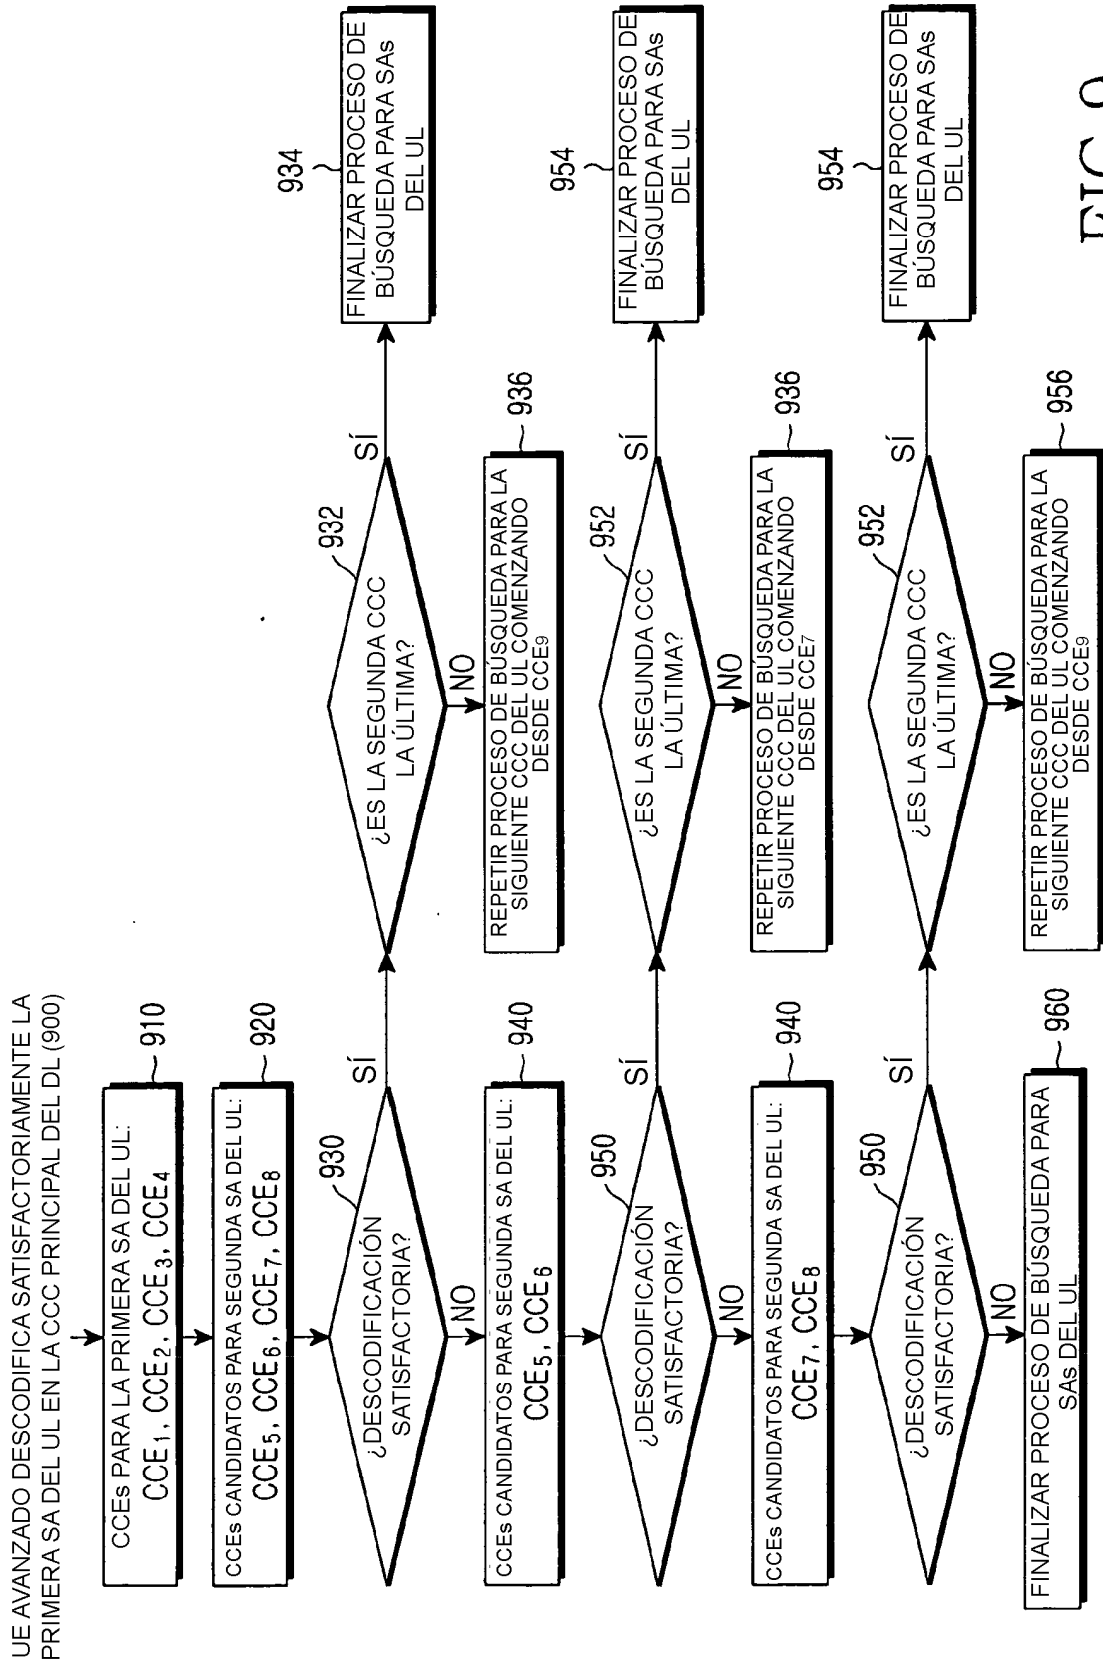 UE AVANZADO DESCODIFICA SATISFACTORIAMENTE LA
PRIMERA SA DEL UL EN LA CCC PRINCIPAL DEL DL (900)
CCEs PARA LA PRIMERA SA DEL UL:
CCE1, CCE2, CCE3, CCE4
910
CCEs CANDIDATOS PARA SEGUNDA SA DEL UL:
CCE5, CCE6, CCE7, CCE8
920
¿DESCODIFICACIÓN
SATISFACTORIA?
930
SÍ
NO
¿ES LA SEGUNDA CCC
LA ÚLTIMA?
932
SÍ
NO
FINALIZAR PROCESO DE
BÚSQUEDA PARA SAs
DEL UL
934
REPETIR PROCESO DE BÚSQUEDA PARA LA
SIGUIENTE CCC DEL UL COMENZANDO
DESDE CCE9
936
CCEs CANDIDATOS PARA SEGUNDA SA DEL UL:
CCE5, CCE6
940
¿DESCODIFICACIÓN
SATISFACTORIA?
950
SÍ
NO
¿ES LA SEGUNDA CCC
LA ÚLTIMA?
952
SÍ
NO
FINALIZAR PROCESO DE
BÚSQUEDA PARA SAs
DEL UL
954
REPETIR PROCESO DE BÚSQUEDA PARA LA
SIGUIENTE CCC DEL UL COMENZANDO
DESDE CCE7
936
CCEs CANDIDATOS PARA SEGUNDA SA DEL UL:
CCE7, CCE8
940
¿DESCODIFICACIÓN
SATISFACTORIA?
950
SÍ
NO
¿ES LA SEGUNDA CCC
LA ÚLTIMA?
952
SÍ
NO
FINALIZAR PROCESO DE
BÚSQUEDA PARA SAs
DEL UL
954
REPETIR PROCESO DE BÚSQUEDA PARA LA
SIGUIENTE CCC DEL UL COMENZANDO
DESDE CCE9
956
FINALIZAR PROCESO DE BÚSQUEDA PARA
SAs DEL UL
960
FIG.9